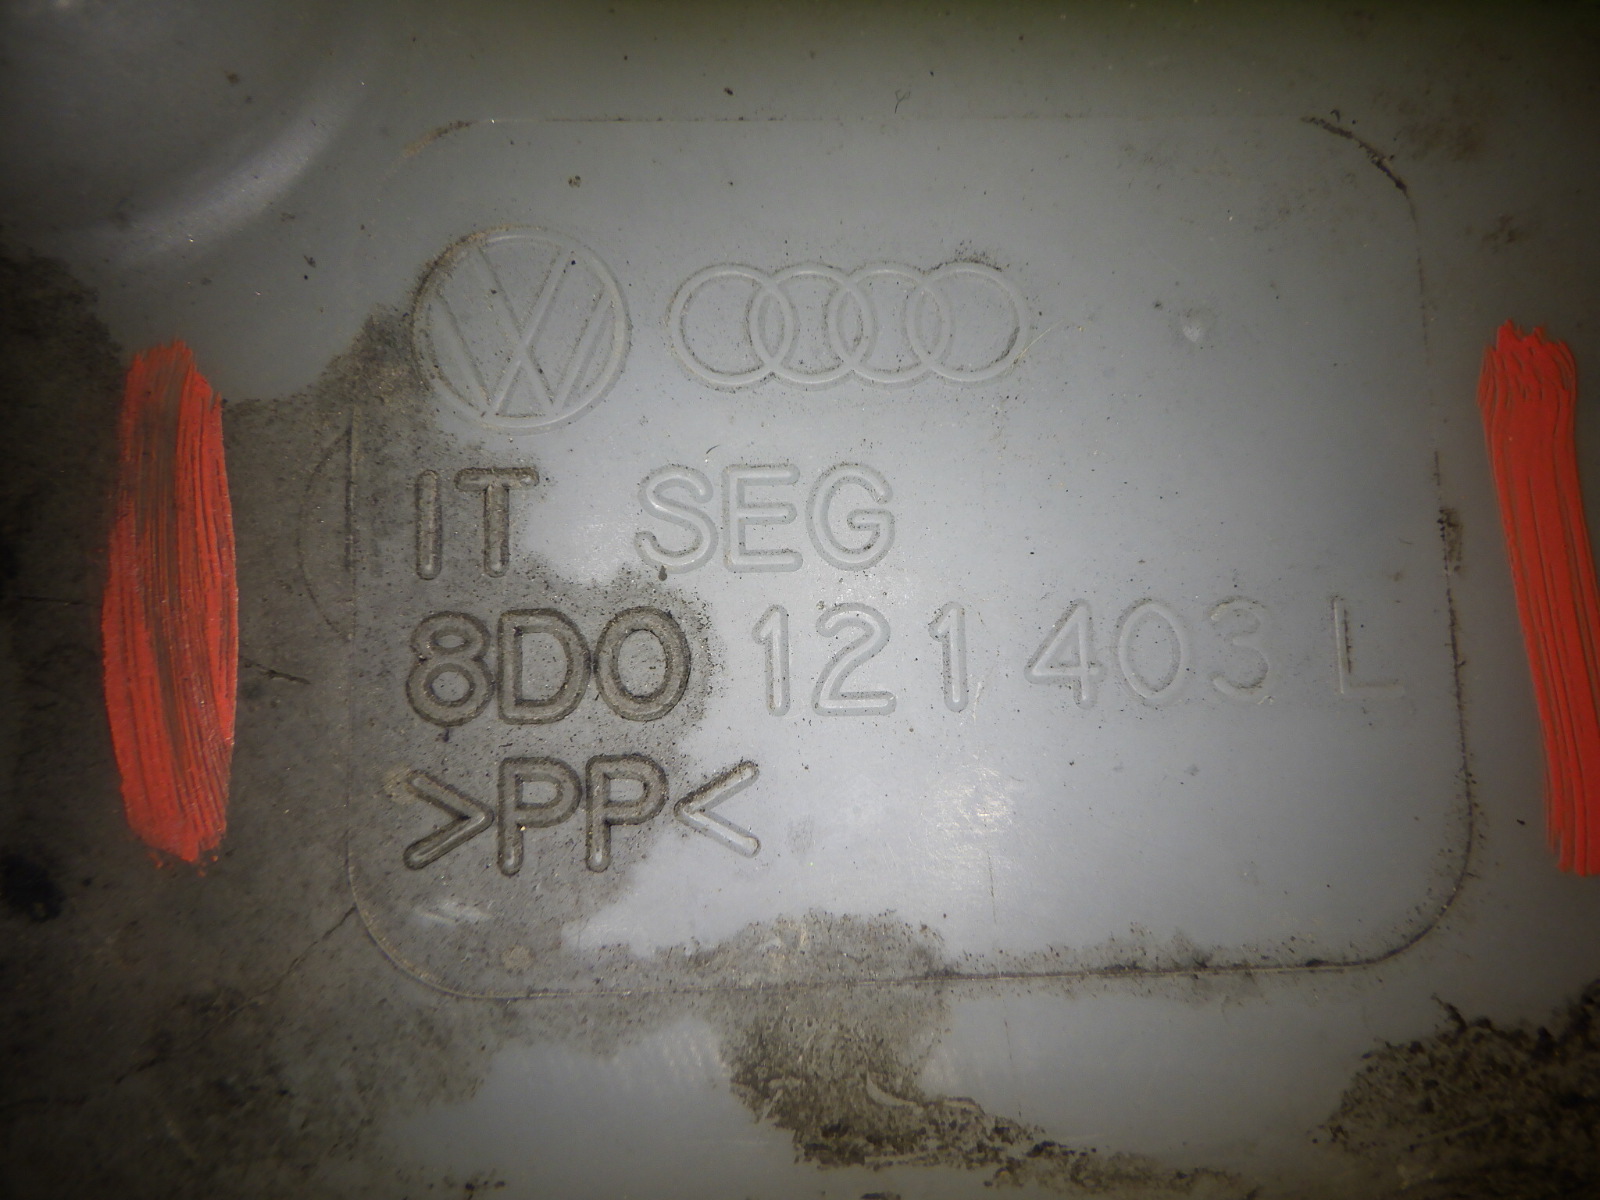 IT SEG
8D0 121 403 L
>PP<